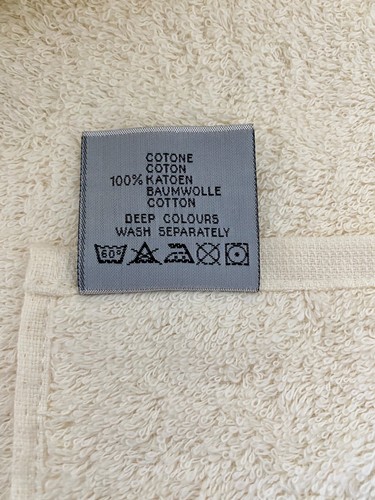 COTONE
COTON
100% KATOEN
BAUMWOLLE
COTTON
DEEP COLOURS
WASH SEPARATELY
60°